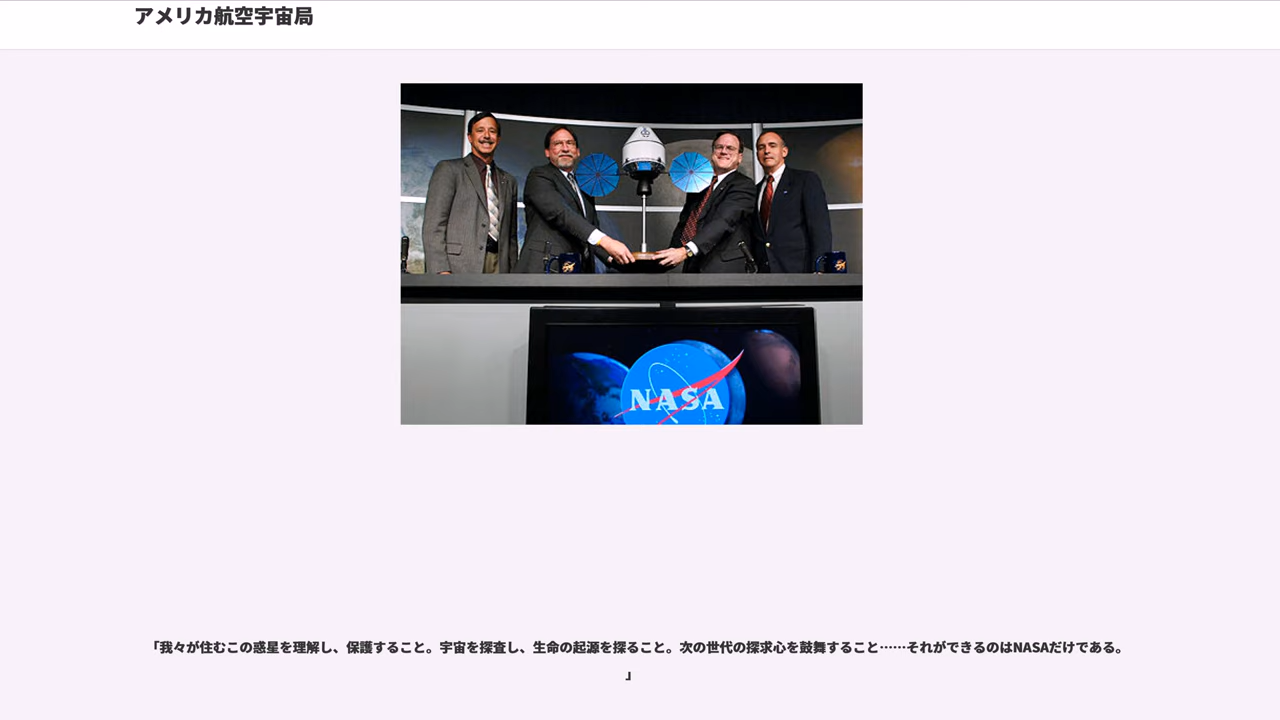 アメリカ航空宇宙局
NASA
「我々が住むこの惑星を理解し、保護すること。宇宙を探査し、生命の起源を探ること。次の世代の探求心を鼓舞すること……それができるのはNASAだけである。
」